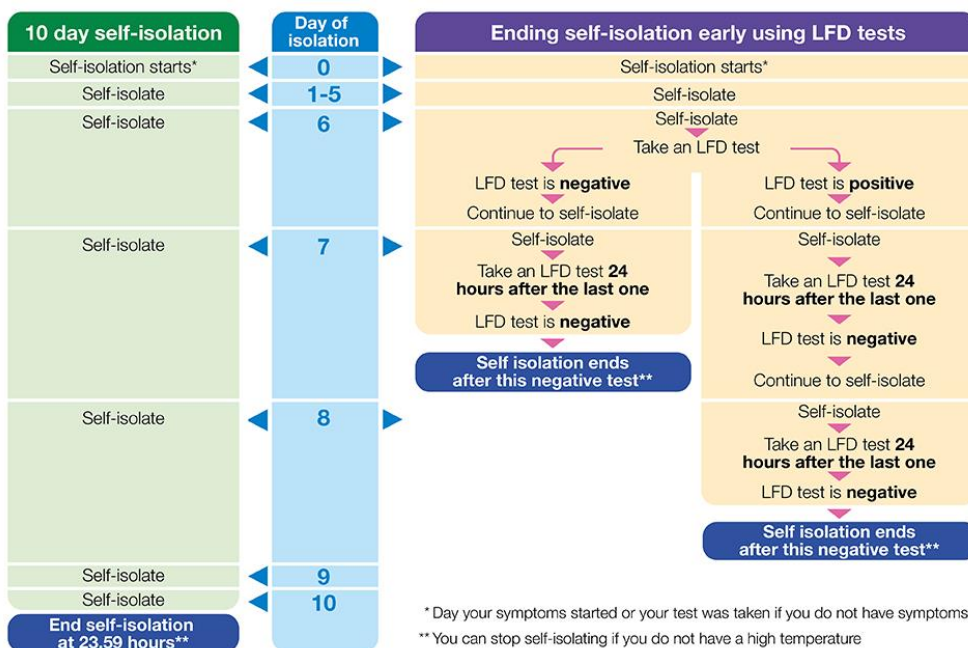 10 day self-isolation
Day of
isolation
Ending self-isolation early using LFD tests
Self-isolation starts*
0
Self-isolation starts*
Self-isolate
1-5
Self-isolate
Self-isolate
6
Self-isolate
Take an LFD test
LFD test is negative
LFD test is positive
Continue to self-isolate
Continue to self-isolate
Self-isolate
7
Self-isolate
Self-isolate
Take an LFD test 24
hours after the last one
Take an LFD test 24
hours after the last one
LFD test is negative
LFD test is negative
Self isolation ends
after this negative test**
Continue to self-isolate
Self-isolate
8
Self-isolate
Take an LFD test 24
hours after the last one
LFD test is negative
Self isolation ends
after this negative test**
Self-isolate
9
Self-isolate
10
End self-isolation
at 23.59 hours**
* Day your symptoms started or your test was taken if you do not have symptoms
** You can stop self-isolating if you do not have a high temperature